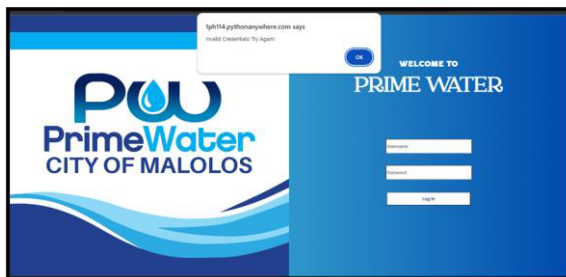 1ph114.pythonanywhere.com says
Invalid Credentials! Try Again!
OK
PW
PrimeWater
CITY OF MALOLOS
WELCOME TO
PRIME WATER
Username
Password
Log In